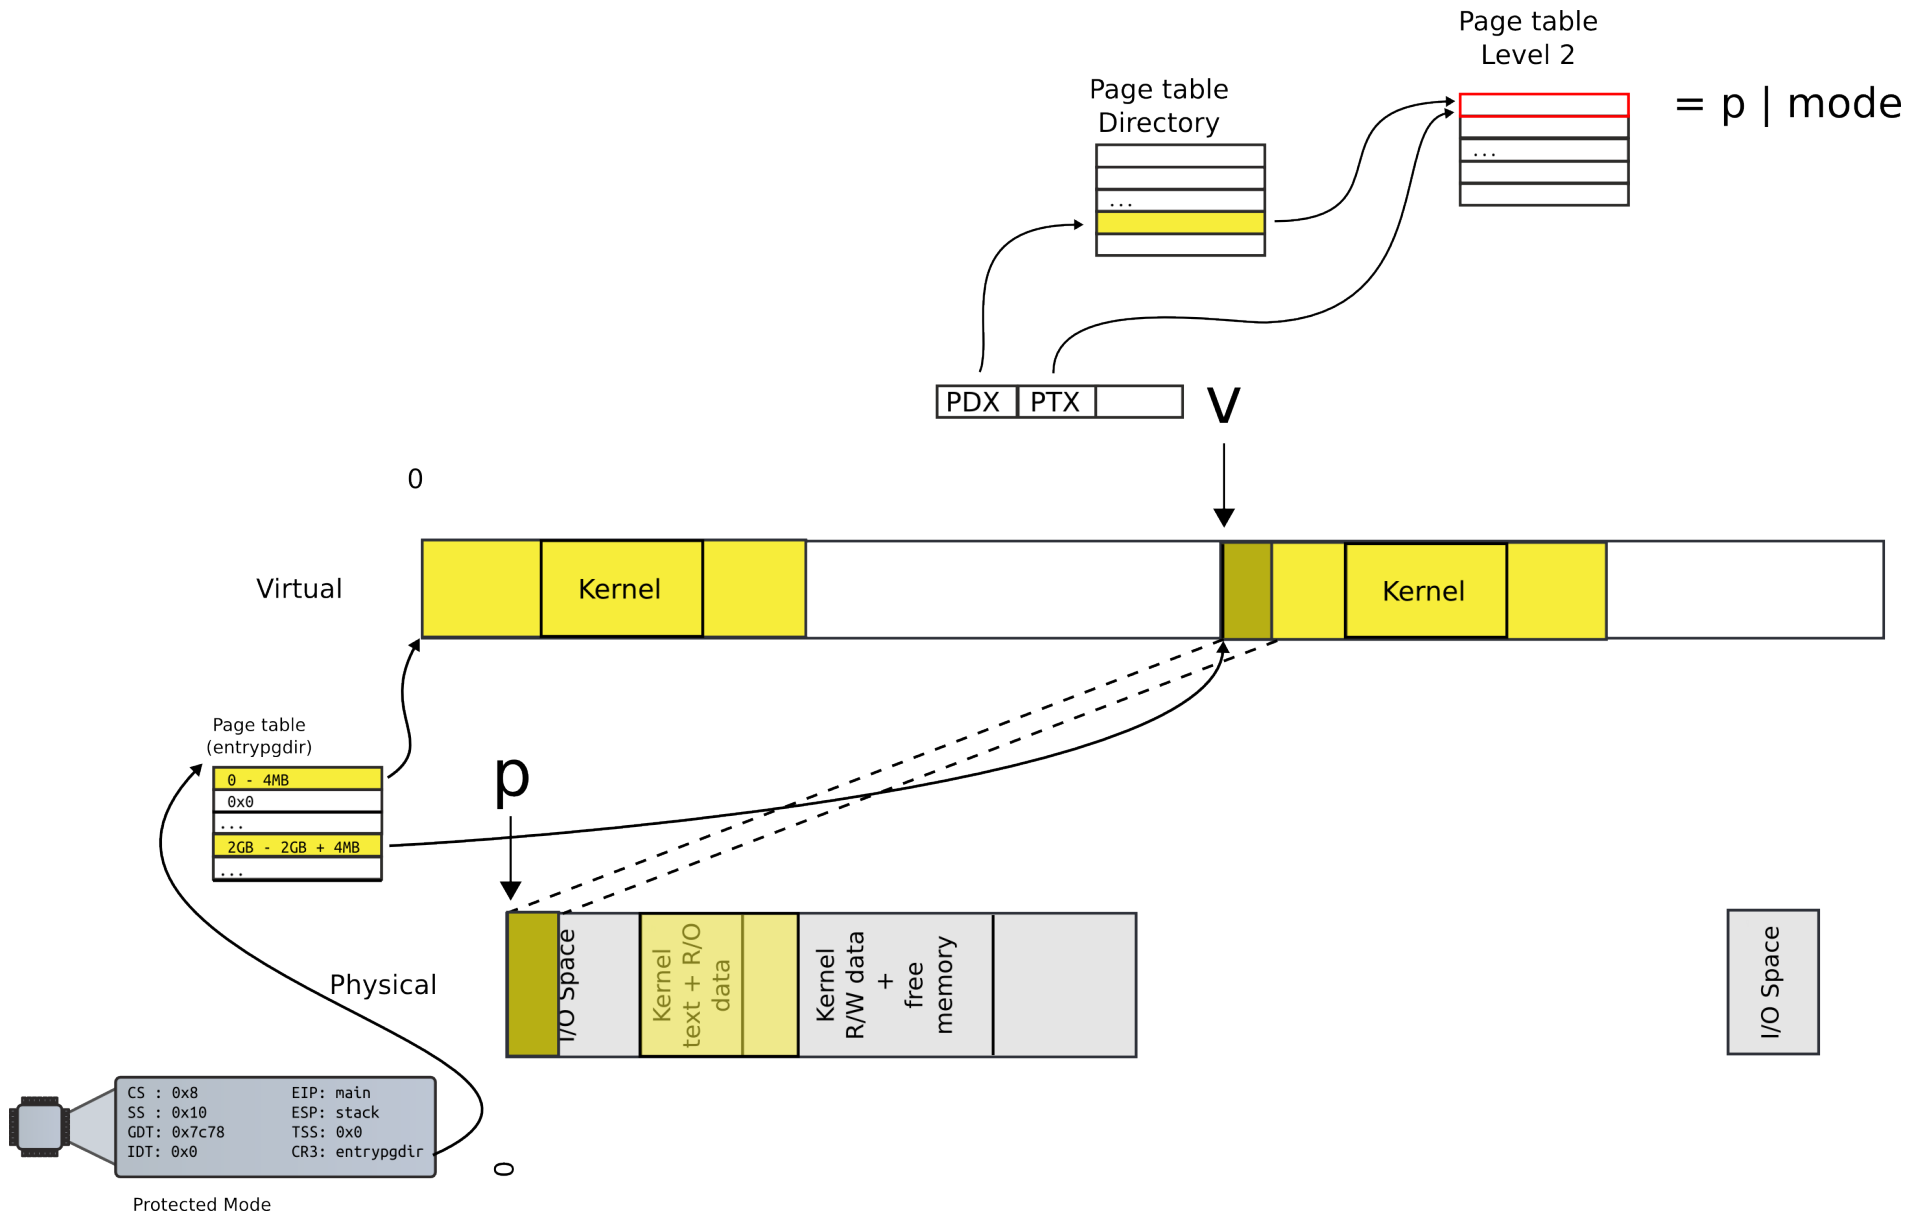 Page table
Level 2
= p | mode
...
Page table
Directory
...
PDX PTX
v
0
Virtual
Kernel
Kernel
Page table
(entrypgdir)
0 - 4MB
0x0
...
2GB - 2GB + 4MB
...
p
Physical
I/O Space
Kernel
text + R/O
data
Kernel
R/W data
+
free
memory
I/O Space
CS : 0x8 EIP: main
SS : 0x10 ESP: stack
GDT: 0x7c78 TSS: 0x0
IDT: 0x0 CR3: entrypgdir
0
Protected Mode